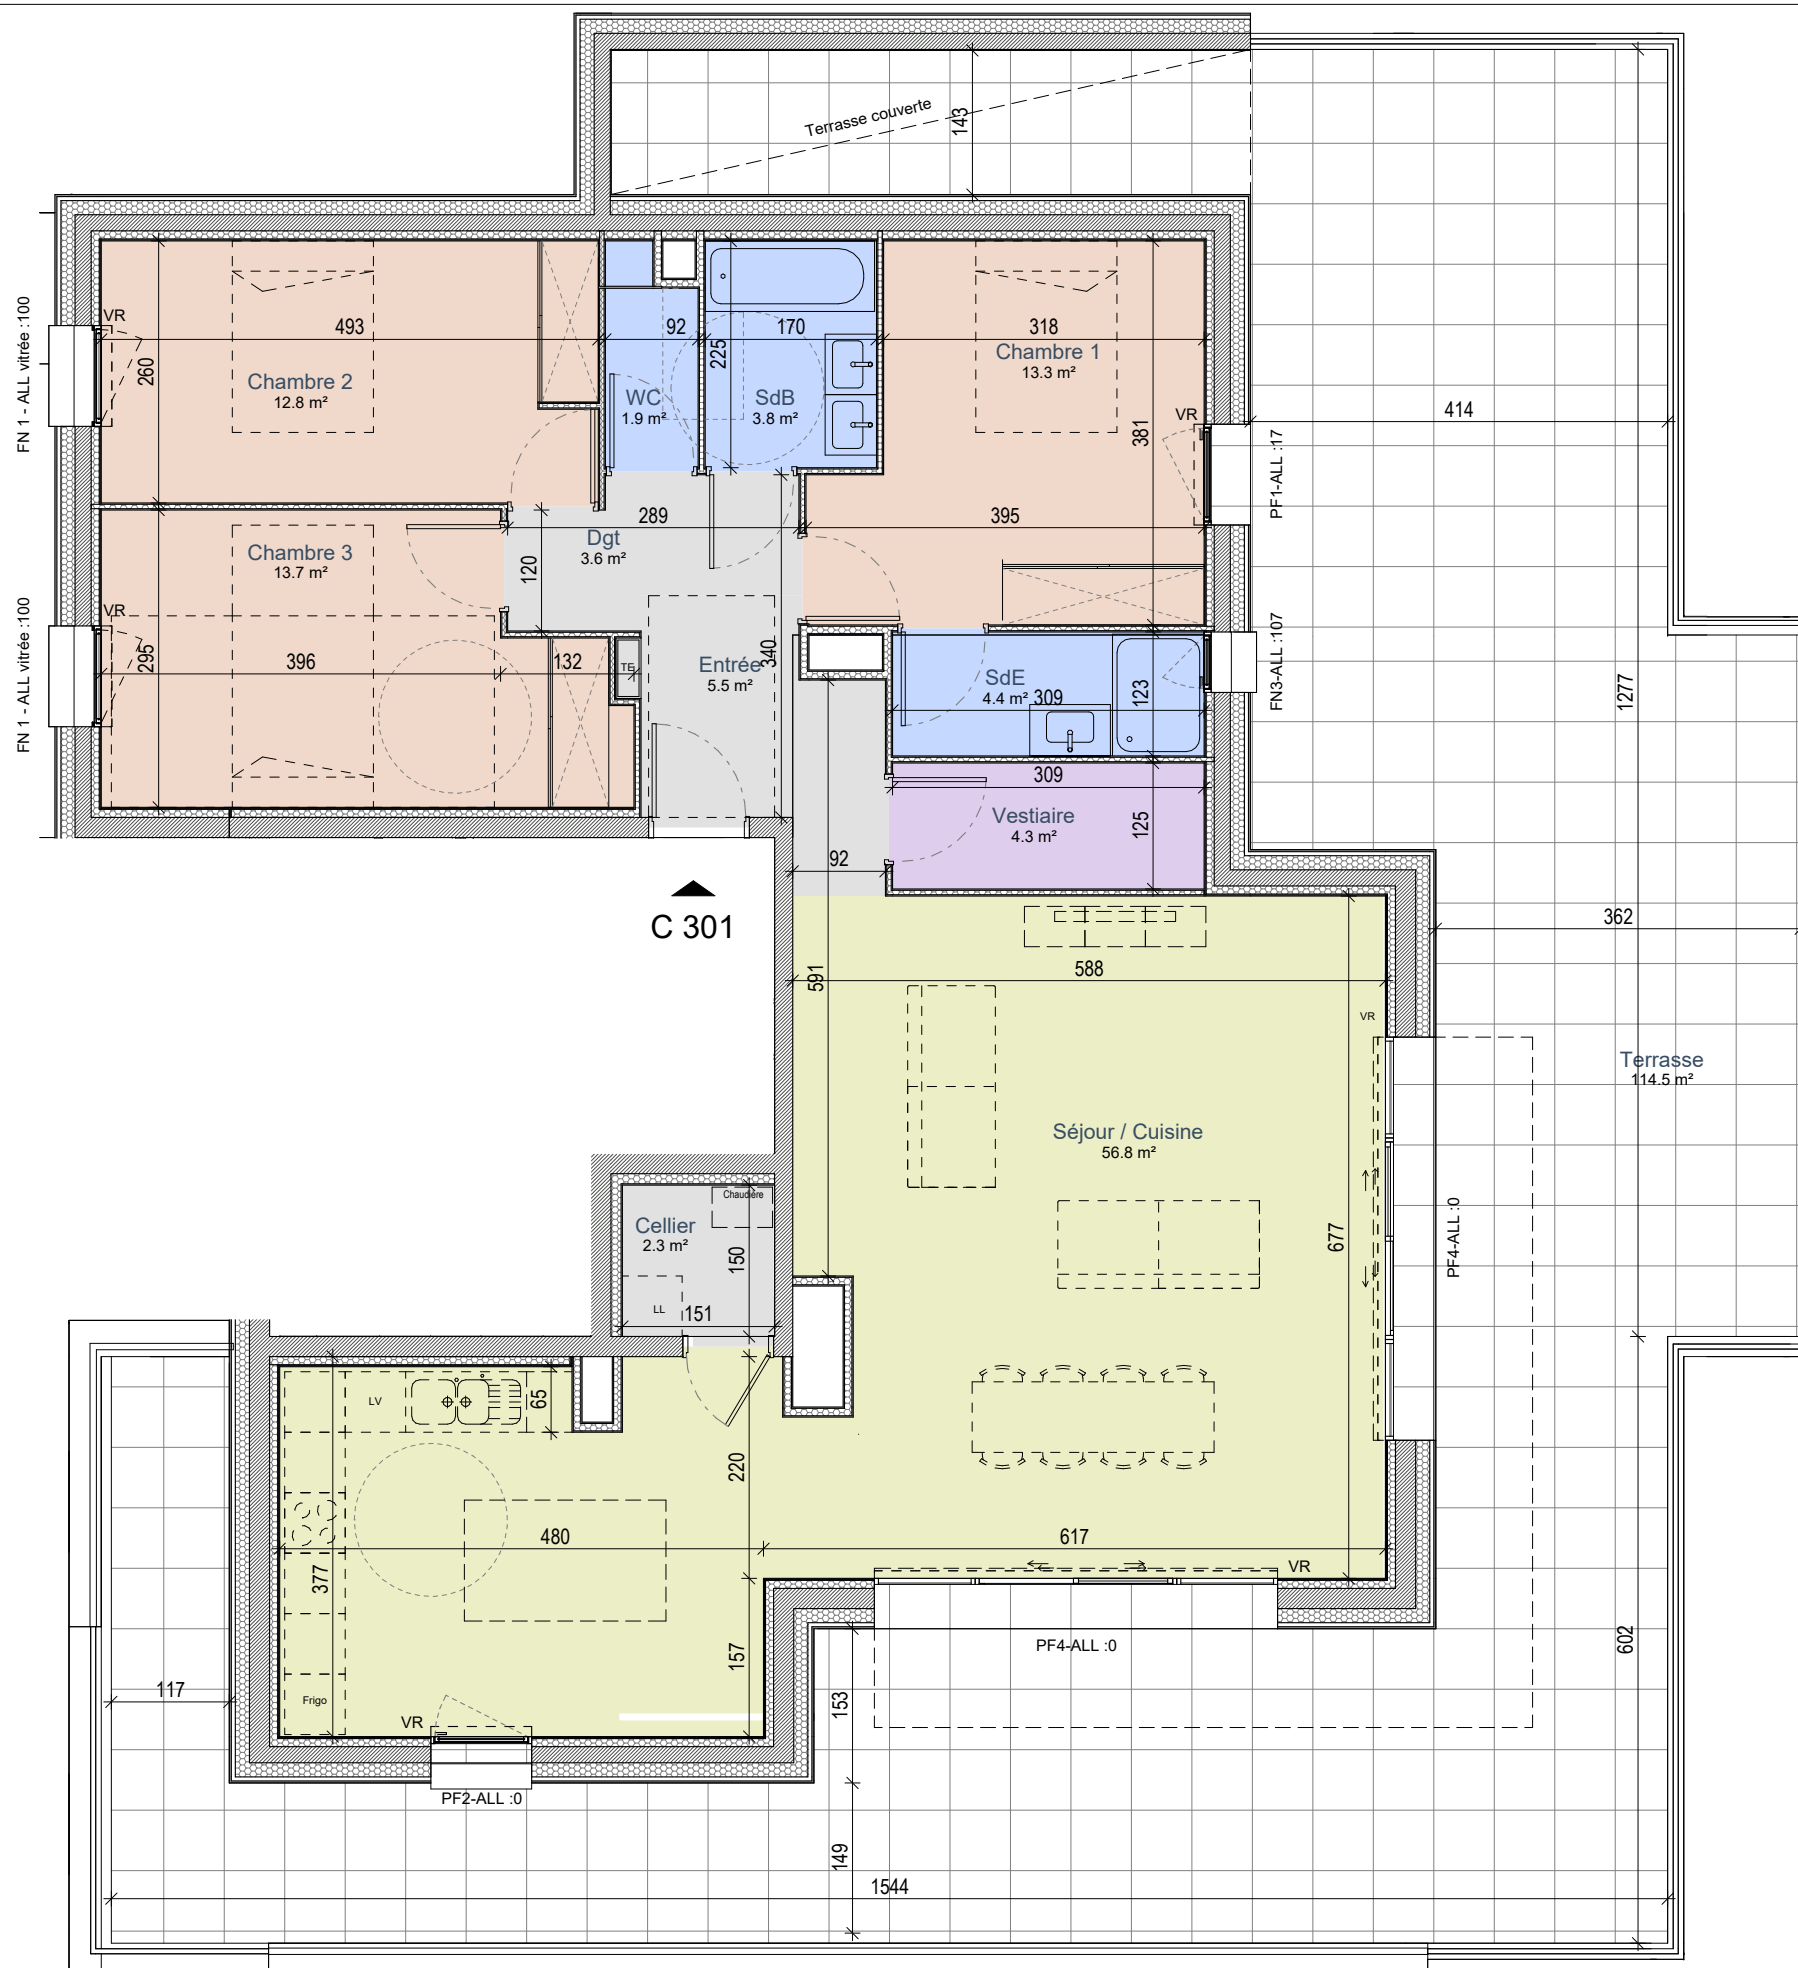 Terrasse couverte
143
FN 1 - ALL vitrée :100
VR
493
260
Chambre 2
12.8 m²
92
WC
1.9 m²
170
225
SdB
3.8 m²
318
Chambre 1
13.3 m²
381
VR
PF1-ALL :17
414
289
Dgt
3.6 m²
120
395
Chambre 3
13.7 m²
FN 1 - ALL vitrée :100
VR
295
396
132
TE
Entrée
5.5 m²
340
SdE
4.4 m²
309
123
FN3-ALL :107
1277
309
Vestiaire
4.3 m²
125
92
C 301
362
588
591
VR
Terrasse
114.5 m²
Séjour / Cuisine
56.8 m²
677
PF4-ALL :0
Chaudière
Cellier
2.3 m²
150
LL
151
LV
65
220
480
617
377
VR
157
PF4-ALL :0
602
117
Frigo
VR
153
PF2-ALL :0
149
1544